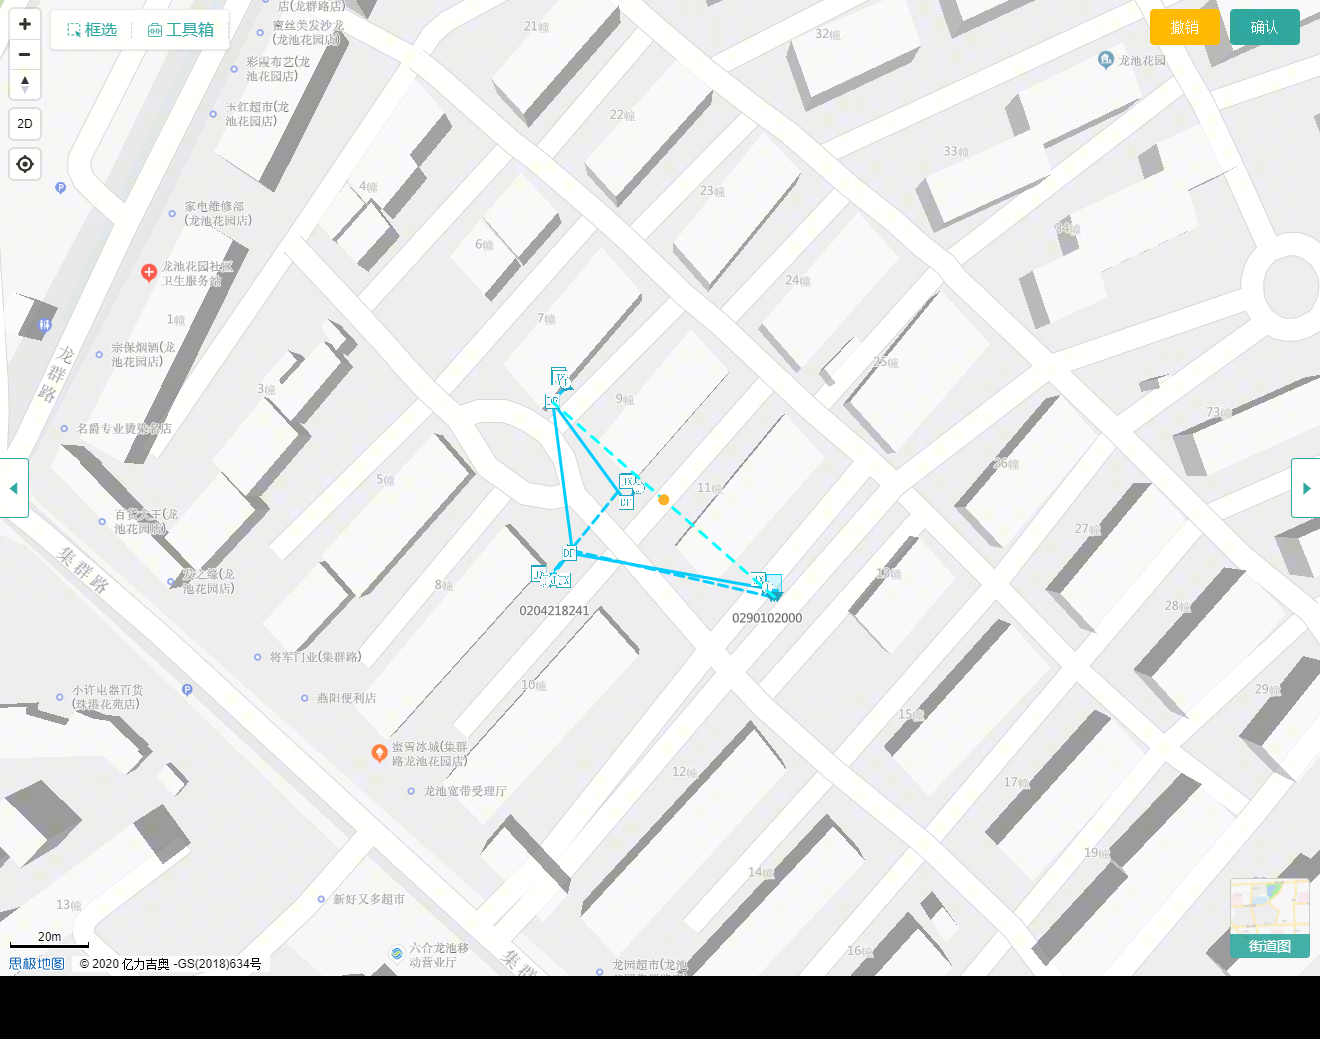 框选
工具箱
撤销
确认
2D
店(龙群路店)
蜜丝美发沙龙
(龙池花园店)
彩霞布艺(龙
池花园店)
玉红超市(龙
池花园店)
家电维修部
(龙池花园店)
龙池花园社区
卫生服务站
宗保烟酒(龙
池花园店)
名爵专业烫染名店
百货大王(龙
池花园店)
发之缘(龙
池花园店)
将军门业(集群路)
燕阳便利店
小许电器百货
(珠港花苑店)
蜜雪冰城(集群
路龙池花园店)
龙池宽带受理厅
新好又多超市
六合龙池移
动营业厅
龙园超市(龙池
龙池花园
龙群路
集群路
集群
21幢
32幢
22幢
33幢
23幢
4幢
6幢
34幢
24幢
7幢
1幢
25幢
3幢
9幢
73幢
26幢
5幢
11幢
27幢
8幢
28幢
10幢
29幢
15幢
12幢
17幢
19幢
14幢
13幢
16幢
0204218241
0290102000
20m
思极地图
© 2020 亿力吉奥 -GS(2018)634号
街道图